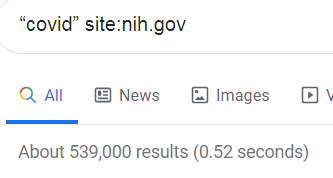 “covid” site:nih.gov
All News Images V
About 539,000 results (0.52 seconds)